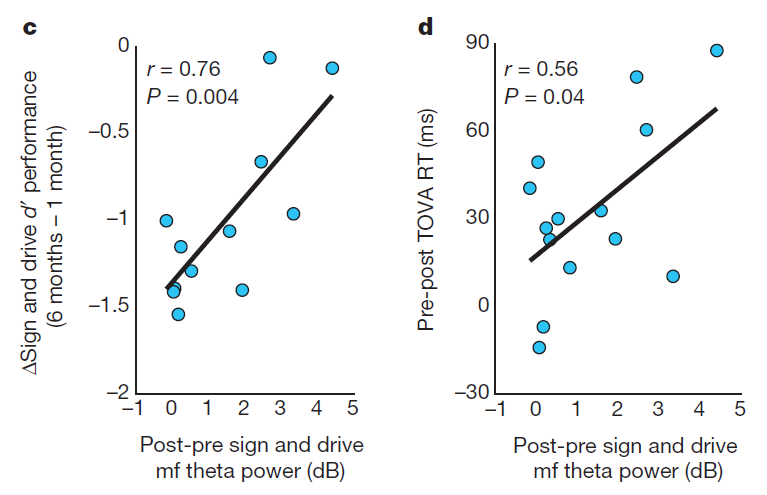 c
r = 0.76
P = 0.004
0
–0.5
–1
–1.5
–2
–1 0 1 2 3 4 5
ΔSign and drive d′ performance
(6 months – 1 month)
Post-pre sign and drive
mf theta power (dB)
d
r = 0.56
P = 0.04
90
60
30
0
–30
–1 0 1 2 3 4 5
Pre-post TOVA RT (ms)
Post-pre sign and drive
mf theta power (dB)